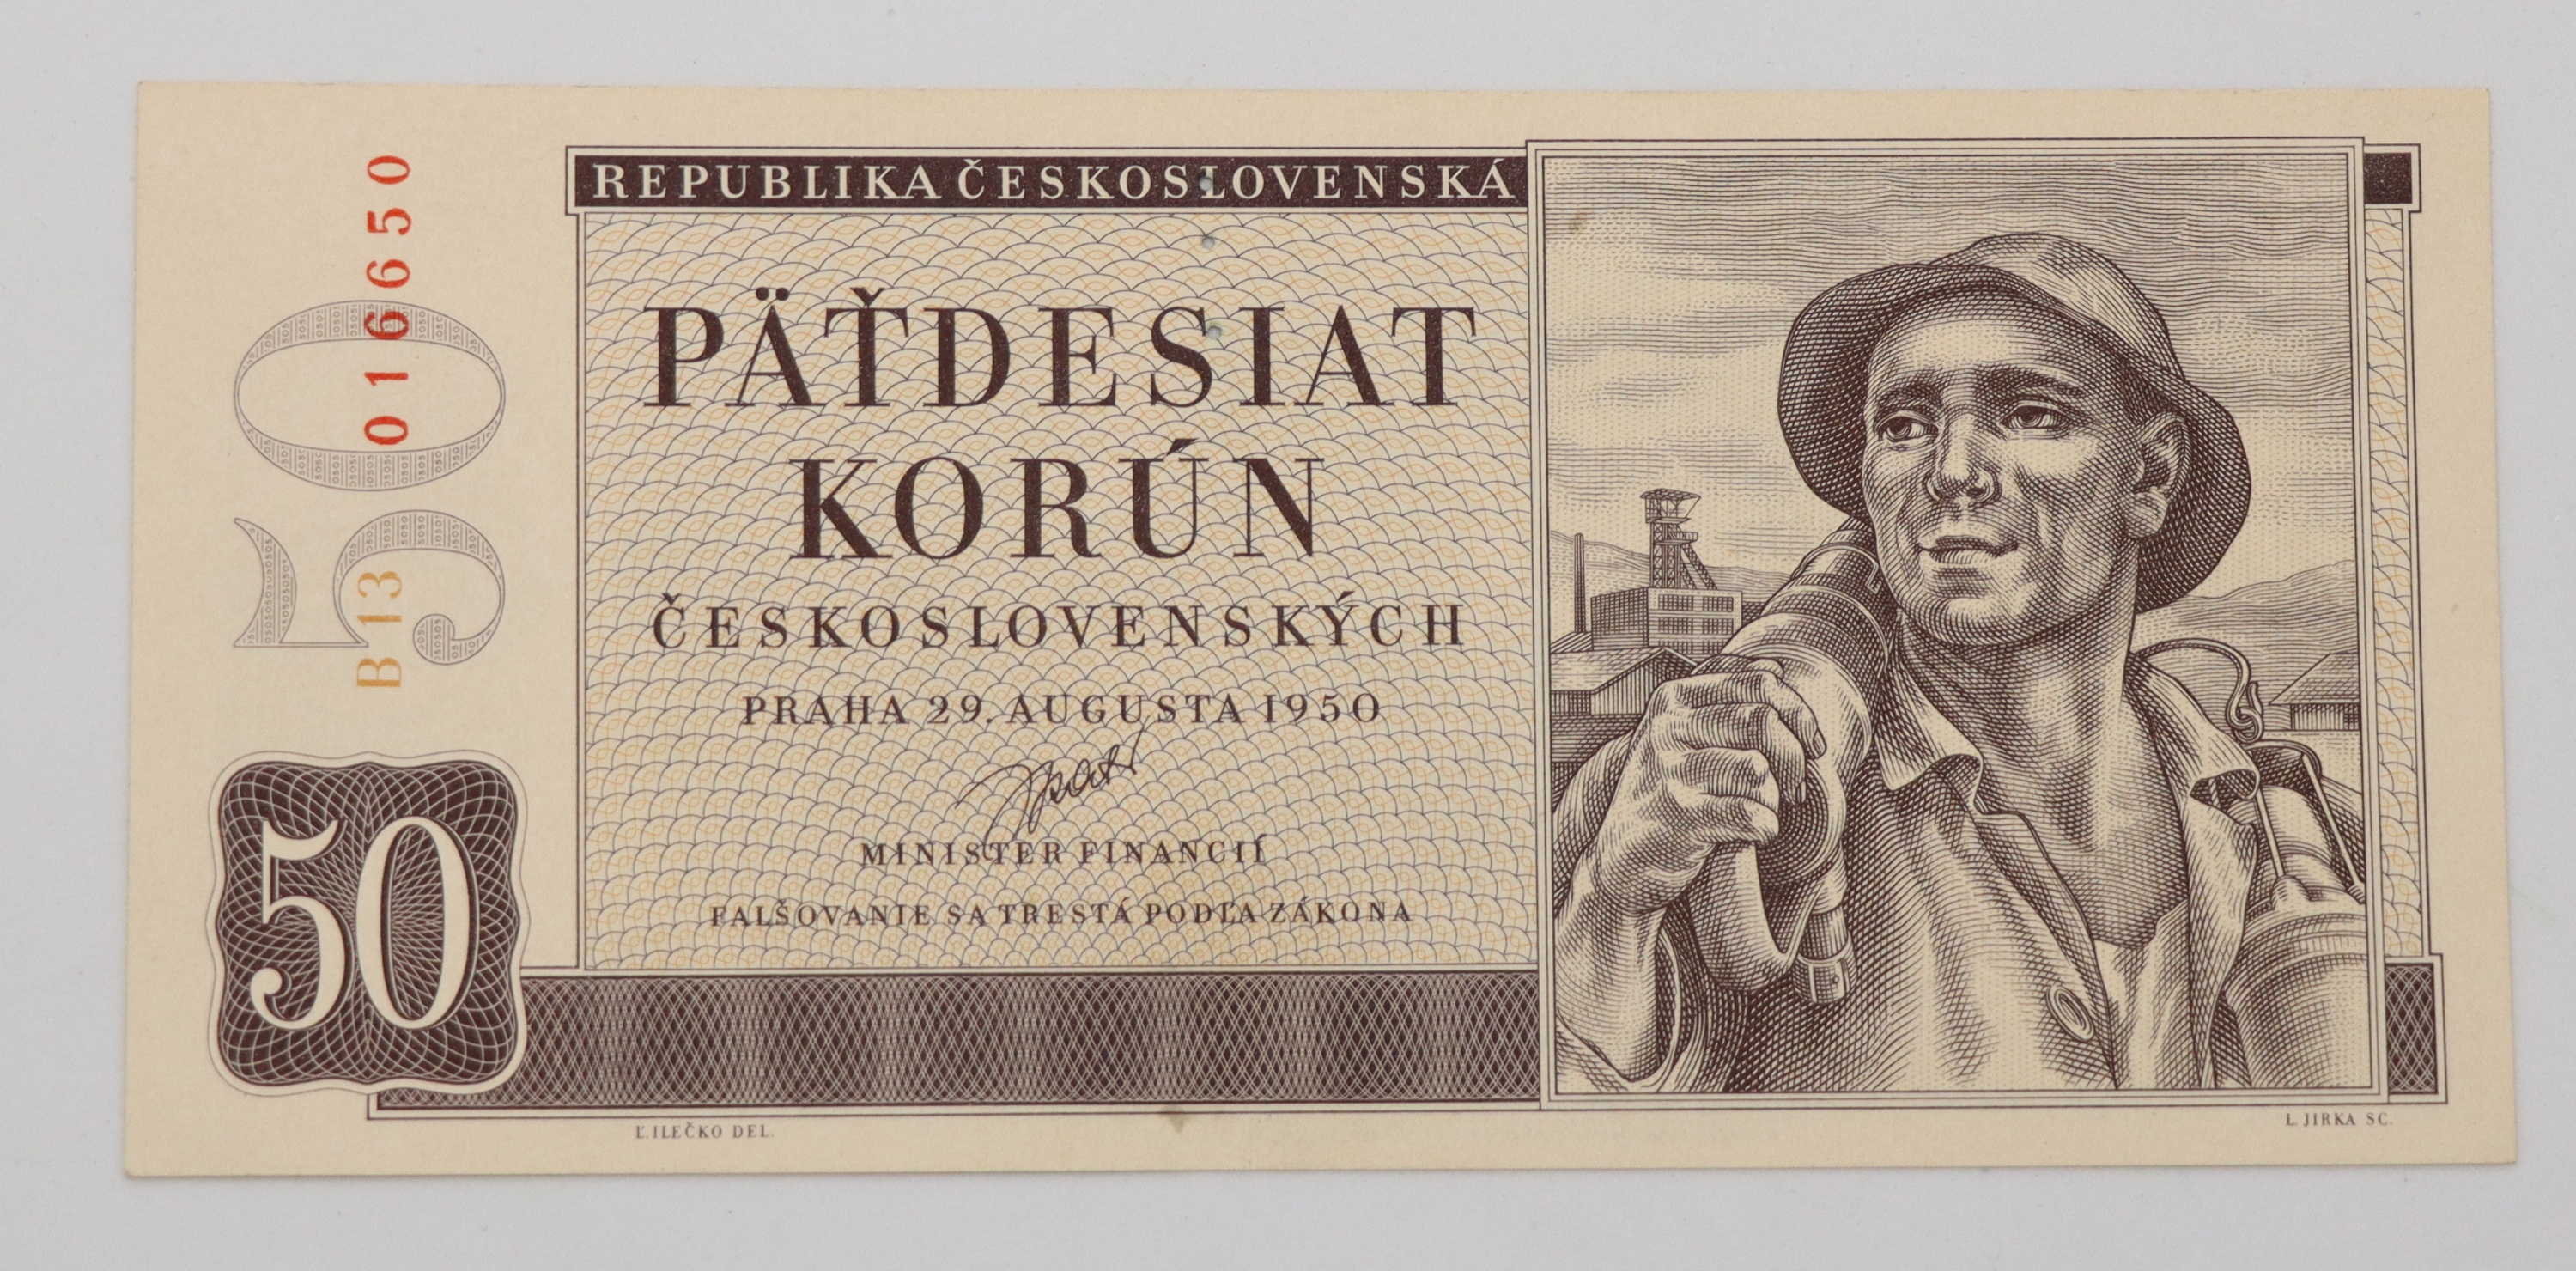 REPUBLIKA ČESKOSLOVENSKÁ
PÄŤDESIAT
KORÚN
ČESKOSLOVENSKÝCH
PRAHA 29. AUGUSTA 1950
MINISTER FINANCIÍ
FALŠOVANIE SA TRESTÁ PODĽA ZÁKONA
50
B 13 016650
50
Ľ. ILEČKO DEL.
L. JIRKA SC.